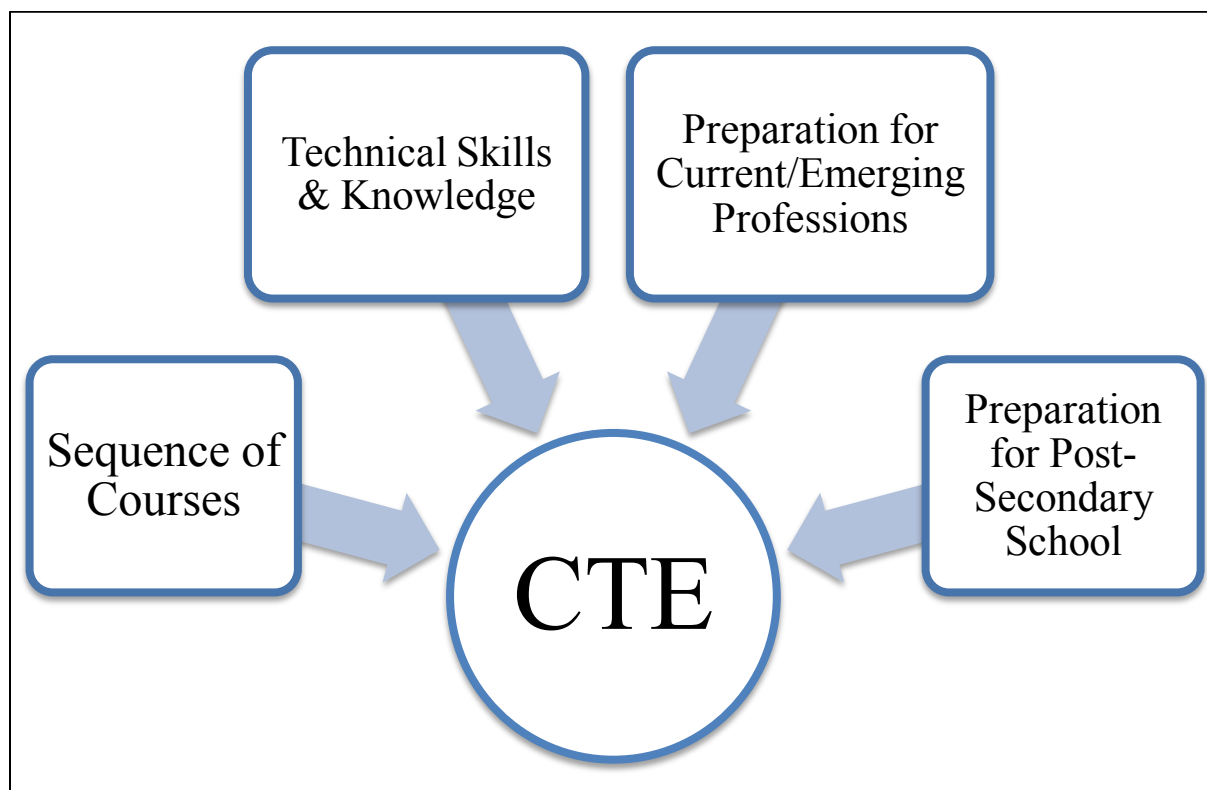 Technical Skills
& Knowledge
Preparation for
Current/Emerging
Professions
Sequence of
Courses
Preparation
for Post-
Secondary
School
CTE